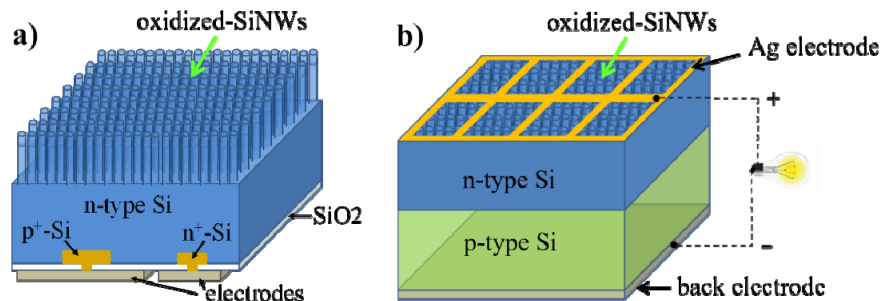 a)
oxidized-SiNWs
n-type Si
SiO2
p⁺-Si
n⁺-Si
electrodes
b)
oxidized-SiNWs
Ag electrode
+
n-type Si
p-type Si
-
back electrode